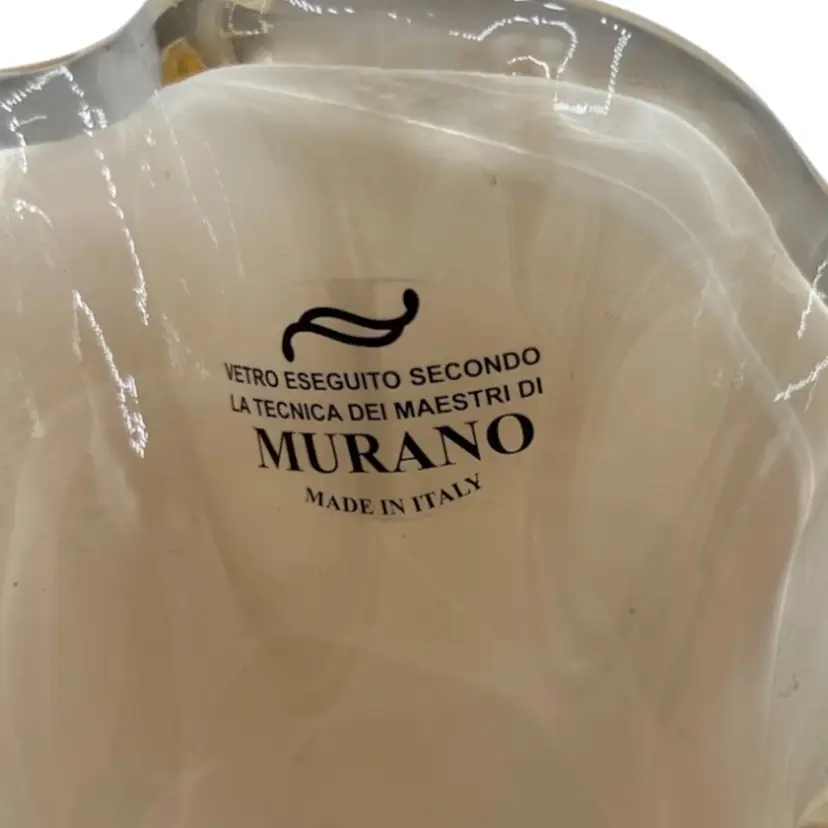 VETRO ESEGUITO SECONDO
LA TECNICA DEI MAESTRI DI
MURANO
MADE IN ITALY